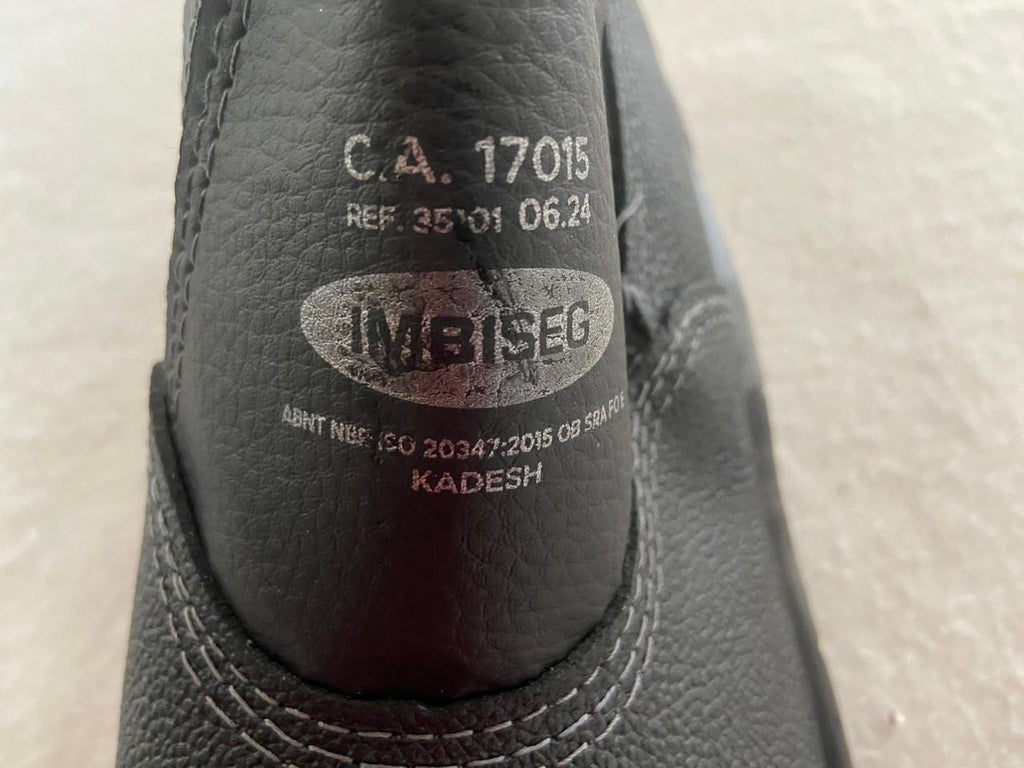 C.A. 17015
REF. 35101 06.24
IMBISEG
ABNT NBR ISO 20347:2015 OB SRA FO E
KADESH